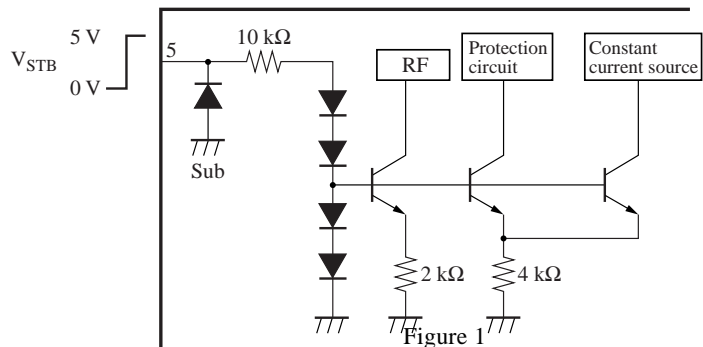 5 V
V_STB
0 V
5
10 kΩ
Sub
RF
Protection
circuit
Constant
current source
2 kΩ
4 kΩ
Figure 1